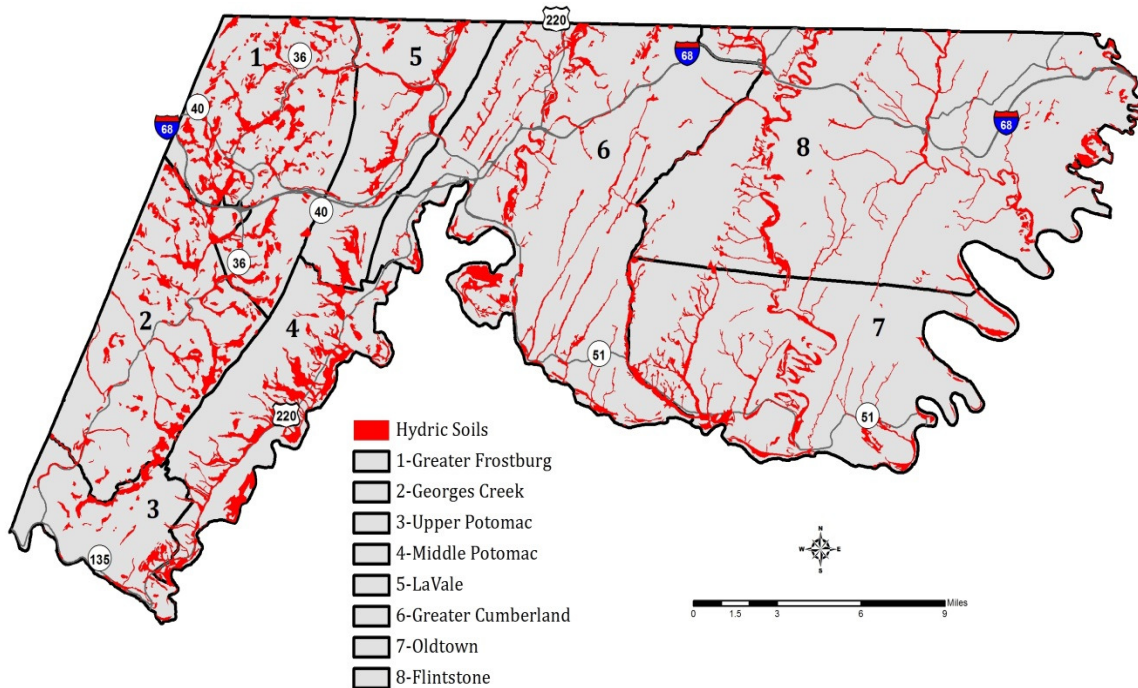 220
1
36
5
68
40
68
6
8
68
40
36
2
4
7
51
220
51
3
135
Hydric Soils
1-Greater Frostburg
2-Georges Creek
3-Upper Potomac
4-Middle Potomac
5-LaVale
6-Greater Cumberland
7-Oldtown
8-Flintstone
N
W E
S
Miles
0 1.5 3 6 9